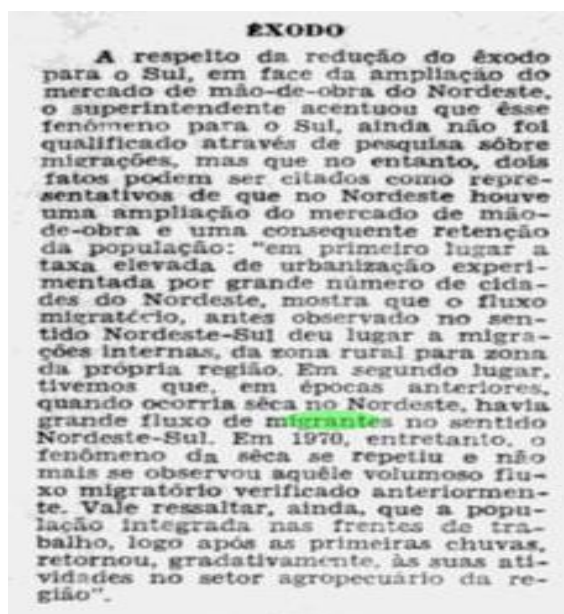 ÊXODO
A respeito da redução do êxodo
para o Sul, em face da ampliação do
mercado de mão-de-obra do Nordeste,
o superintendente acentuou que êsse
fenômeno para o Sul, ainda não foi
qualificado através de pesquisa sôbre
migrações, mas que no entanto, dois
fatos podem ser citados como repre-
sentativos de que no Nordeste houve
uma ampliação do mercado de mão-
de-obra e uma consequente retenção
da população: "em primeiro lugar a
taxa elevada de urbanização experi-
mentada por grande número de cida-
des do Nordeste, mostra que o fluxo
migratório, antes observado no sen-
tido Nordeste-Sul deu lugar a migra-
ções internas, da zona rural para zona
da própria região. Em segundo lugar,
tivemos que, em épocas anteriores,
quando ocorria sêca no Nordeste, havia
grande fluxo de migrantes no sentido
Nordeste-Sul. Em 1970, entretanto, o
fenômeno da sêca se repetiu e não
mais se observou aquêle volumoso flu-
xo migratório verificado anteriormen-
te. Vale ressaltar, ainda, que a popu-
lação integrada nas frentes de tra-
balho, logo após as primeiras chuvas,
retornou, gradativamente, às suas ati-
vidades no setor agropecuário da re-
gião".